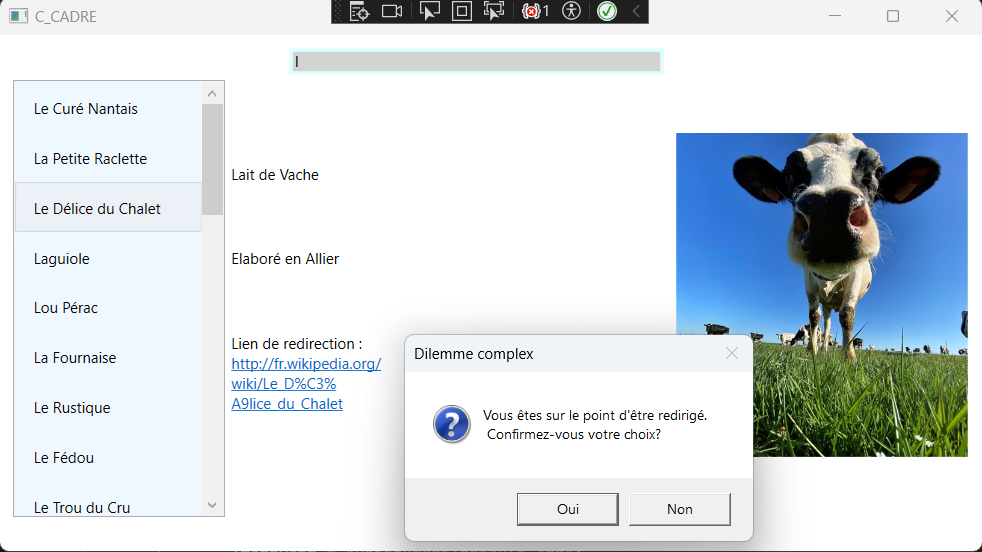 C_CADRE
1
Le Curé Nantais
La Petite Raclette
Le Délice du Chalet
Laguiole
Lou Pérac
La Fournaise
Le Rustique
Le Fédou
Le Trou du Cru
Lait de Vache
Elaboré en Allier
Lien de redirection :
http://fr.wikipedia.org/
wiki/Le_D%C3%
A9lice_du_Chalet
Dilemme complex
Vous êtes sur le point d'être redirigé.
Confirmez-vous votre choix?
Oui
Non